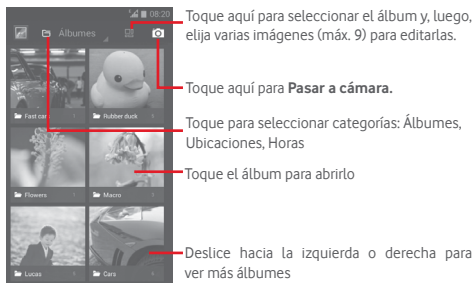 08:20
Álbumes
Fast cars
Rubber duck
Flowers
Macro
Lucas
Cars
Toque aquí para seleccionar el álbum y, luego,
elija varias imágenes (máx. 9) para editarlas.
Toque aquí para Pasar a cámara.
Toque para seleccionar categorías: Álbumes,
Ubicaciones, Horas
Toque el álbum para abrirlo
Deslice hacia la izquierda o derecha para
ver más álbumes